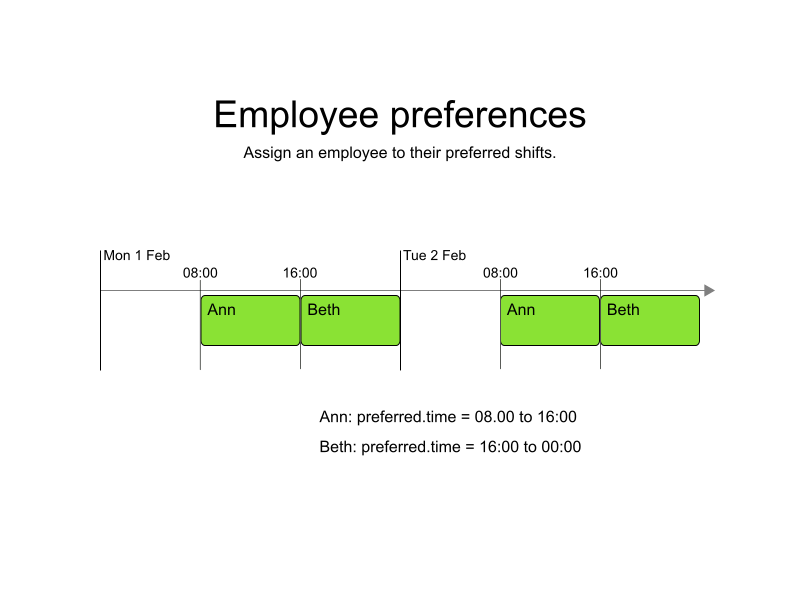 Employee preferences
Assign an employee to their preferred shifts.
Mon 1 Feb
Tue 2 Feb
08:00
16:00
08:00
16:00
Ann
Beth
Ann
Beth
Ann: preferred.time = 08.00 to 16:00
Beth: preferred.time = 16:00 to 00:00